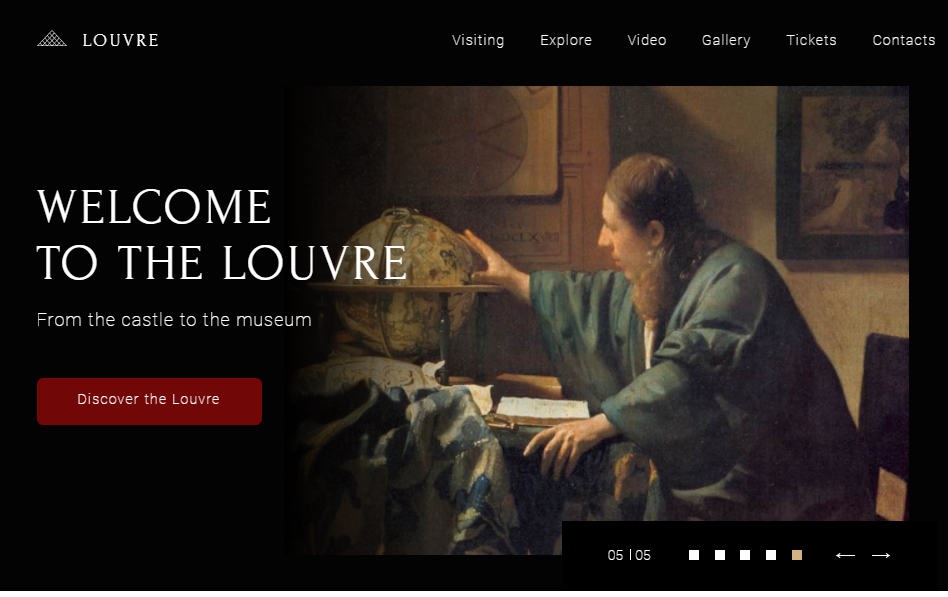 LOUVRE
Visiting
Explore
Video
Gallery
Tickets
Contacts
WELCOME
TO THE LOUVRE
From the castle to the museum
Discover the Louvre
05 | 05